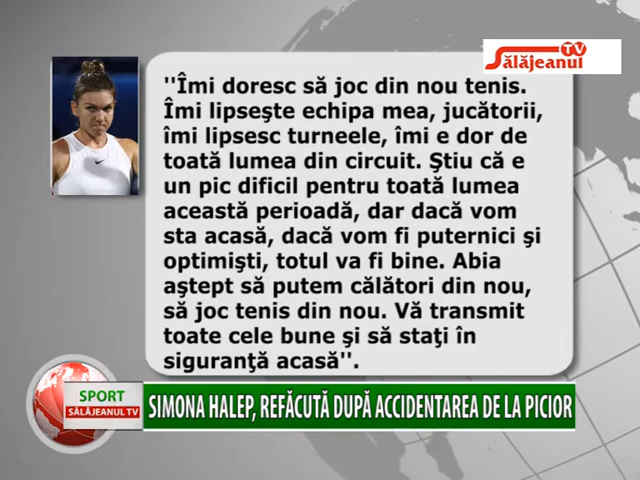 Sălăjeanul TV
"Îmi doresc să joc din nou tenis.
Îmi lipseşte echipa mea, jucătorii,
îmi lipsesc turneele, îmi e dor de
toată lumea din circuit. Ştiu că e
un pic dificil pentru toată lumea
această perioadă, dar dacă vom
sta acasă, dacă vom fi puternici şi
optimişti, totul va fi bine. Abia
aştept să putem călători din nou,
să joc tenis din nou. Vă transmit
toate cele bune şi să staţi în
siguranţă acasă".
SPORT
SĂLĂJEANUL TV
SIMONA HALEP, REFĂCUTĂ DUPĂ ACCIDENTAREA DE LA PICIOR